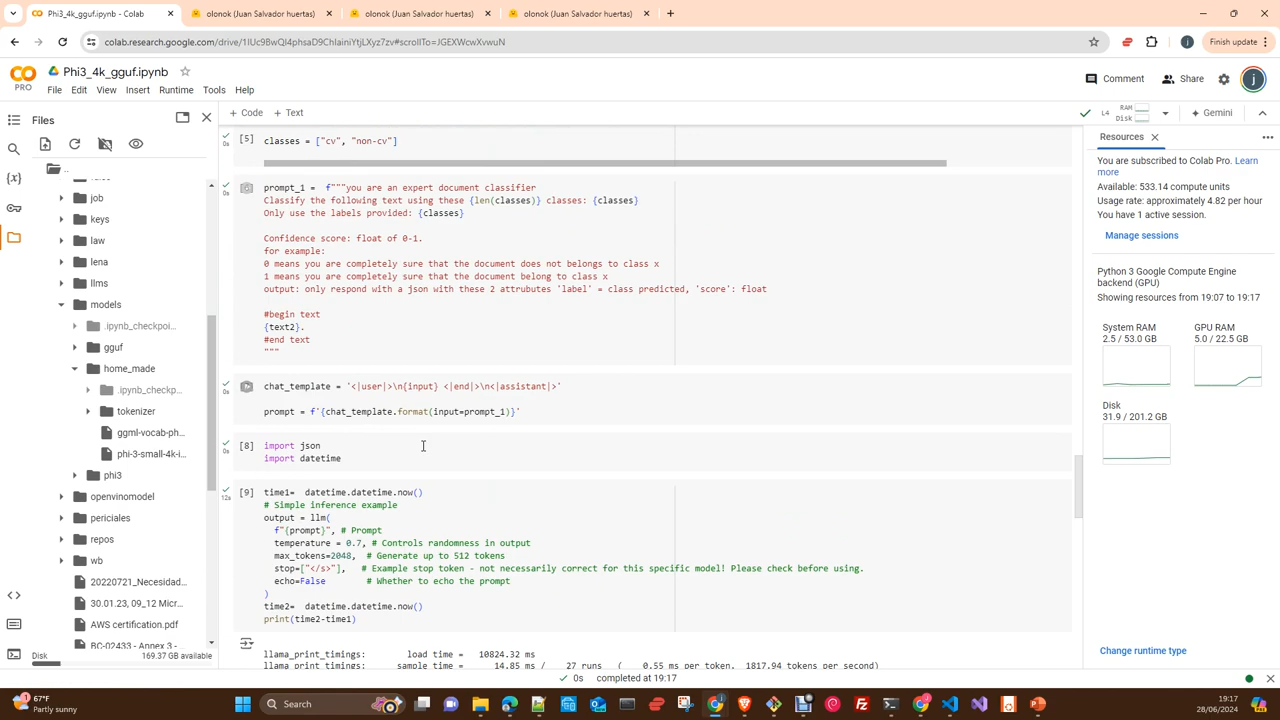 Phi3_4k_gguf.ipynb - Colab
olonok (Juan Salvador huertas)
olonok (Juan Salvador huertas)
olonok (Juan Salvador huertas)
colab.research.google.com/drive/1IUc9BwQl4phsaD9ChIainiYtjLXyz7zv#scrollTo=JGEXWcwXvwuN
j
Finish update
PRO
Phi3_4k_gguf.ipynb
File Edit View Insert Runtime Tools Help
Comment
Share
j
Files
+ Code + Text
L4
RAM
Disk
Gemini
..
job
keys
law
lena
llms
models
.ipynb_checkpoi...
gguf
home_made
.ipynb_checkp...
tokenizer
ggml-vocab-ph...
phi-3-small-4k-i...
phi3
openvinomodel
periciales
repos
wb
20220721_Necesidad...
30.01.23, 09_12 Micr...
AWS certification.pdf
BC-02433 - Annex 3 -
Disk
169.37 GB available
[5]
0s
classes = ["cv", "non-cv"]
0s
prompt_1 = f"""you are an expert document classifier
Classify the following text using these {len(classes)} classes: {classes}
Only use the labels provided: {classes}
Confidence score: float of 0-1.
for example:
0 means you are completely sure that the document does not belongs to class x
1 means you are completely sure that the document belong to class x
output: only respond with a json with these 2 attrubutes 'label' = class predicted, 'score': float
#begin text
{text2}.
#end text
"""
0s
chat_template = '<|user|>\n{input} <|end|>\n<|assistant|>'
prompt = f'{chat_template.format(input=prompt_1)}'
[8]
0s
import json
import datetime
[9]
12s
time1= datetime.datetime.now()
# Simple inference example
output = llm(
f"{prompt}", # Prompt
temperature = 0.7, # Controls randomness in output
max_tokens=2048, # Generate up to 512 tokens
stop=["</s>"], # Example stop token - not necessarily correct for this specific model! Please check before using.
echo=False # Whether to echo the prompt
)
time2= datetime.datetime.now()
print(time2-time1)
llama_print_timings: load time = 10824.32 ms
llama_print_timings: sample time = 14.85 ms / 27 runs ( 0.55 ms per token, 1817.94 tokens per second)
0s completed at 19:17
Resources
You are subscribed to Colab Pro. Learn
more
Available: 533.14 compute units
Usage rate: approximately 4.82 per hour
You have 1 active session.
Manage sessions
Python 3 Google Compute Engine
backend (GPU)
Showing resources from 19:07 to 19:17
System RAM
2.5 / 53.0 GB
GPU RAM
5.0 / 22.5 GB
Disk
31.9 / 201.2 GB
Change runtime type
67°F
Partly sunny
Search
19:17
28/06/2024